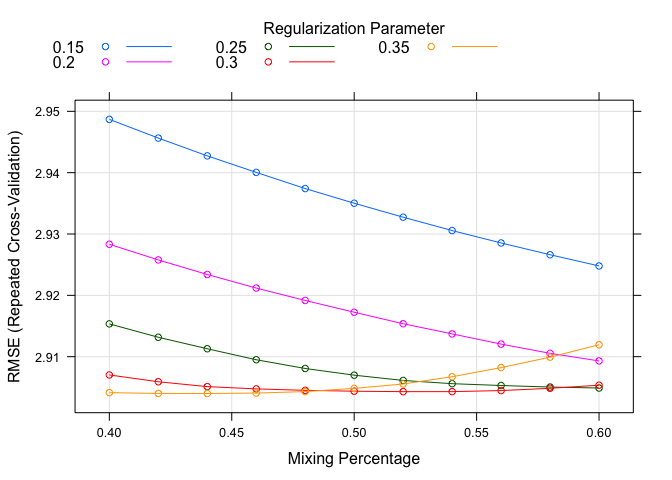 Regularization Parameter
0.15 0.25 0.35
0.2 0.3
2.95
2.94
2.93
2.92
2.91
RMSE (Repeated Cross-Validation)
0.40 0.45 0.50 0.55 0.60
Mixing Percentage